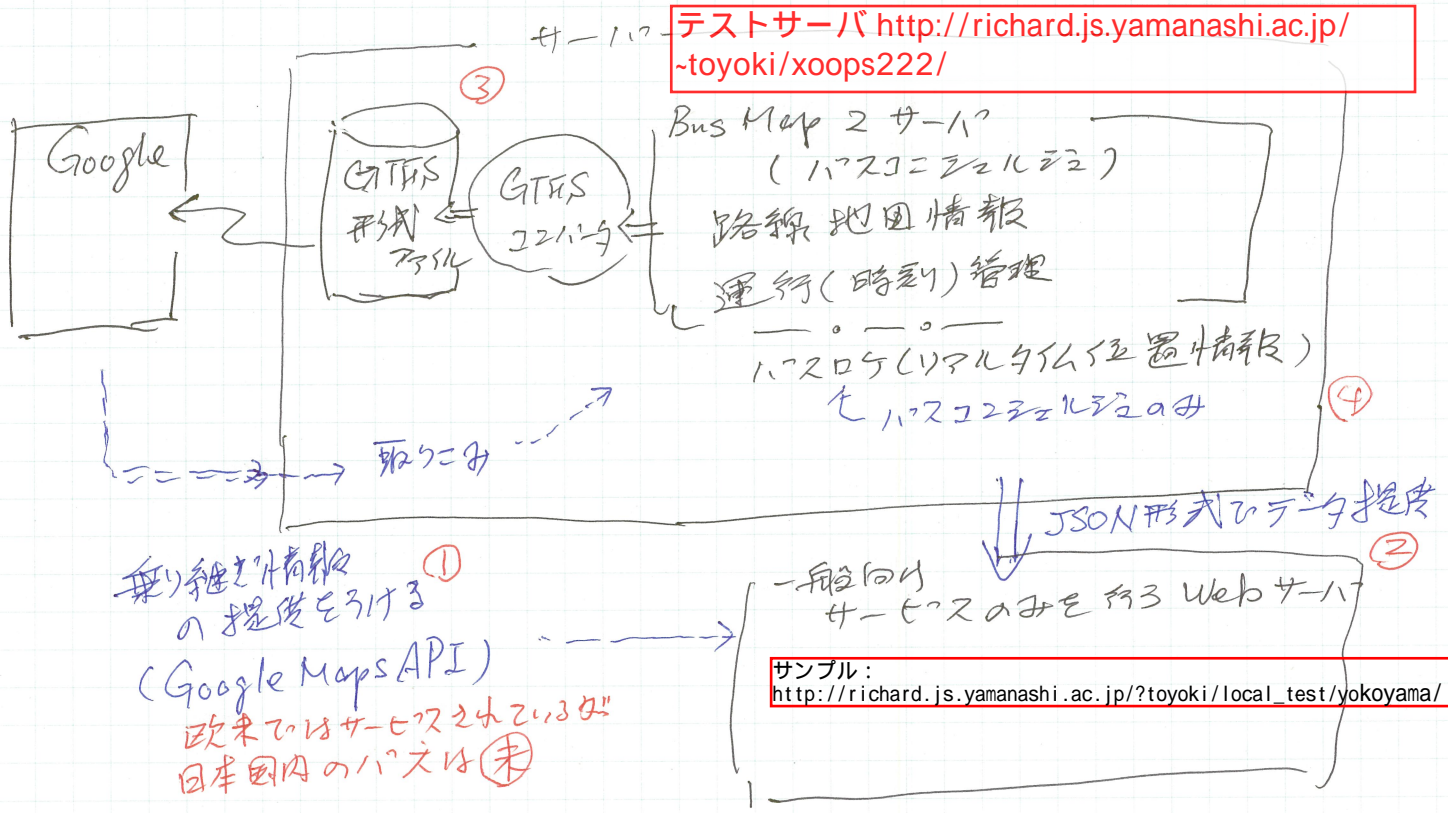 サーバー
テストサーバ http://richard.js.yamanashi.ac.jp/
~toyoki/xoops222/
③
Google
GTFS
形式
ファイル
GTFS
コンバータ
Bus Map 2 サーバ
(バスコンシェルジュ)
路線地図情報
運行(時刻)管理
バスロケ(リアルタイム位置情報)
バスコンシェルジュのみ
④
取りこみ
JSON形式でデータ提供
②
乗り継ぎ情報 ①
の提供をうける
(Google Maps API)
欧米ではサービスされているが
日本国内のバスは未
一般向け
サービスのみを行う Webサーバ
サンプル：
http://richard.js.yamanashi.ac.jp/?toyoki/local_test/yokoyama/